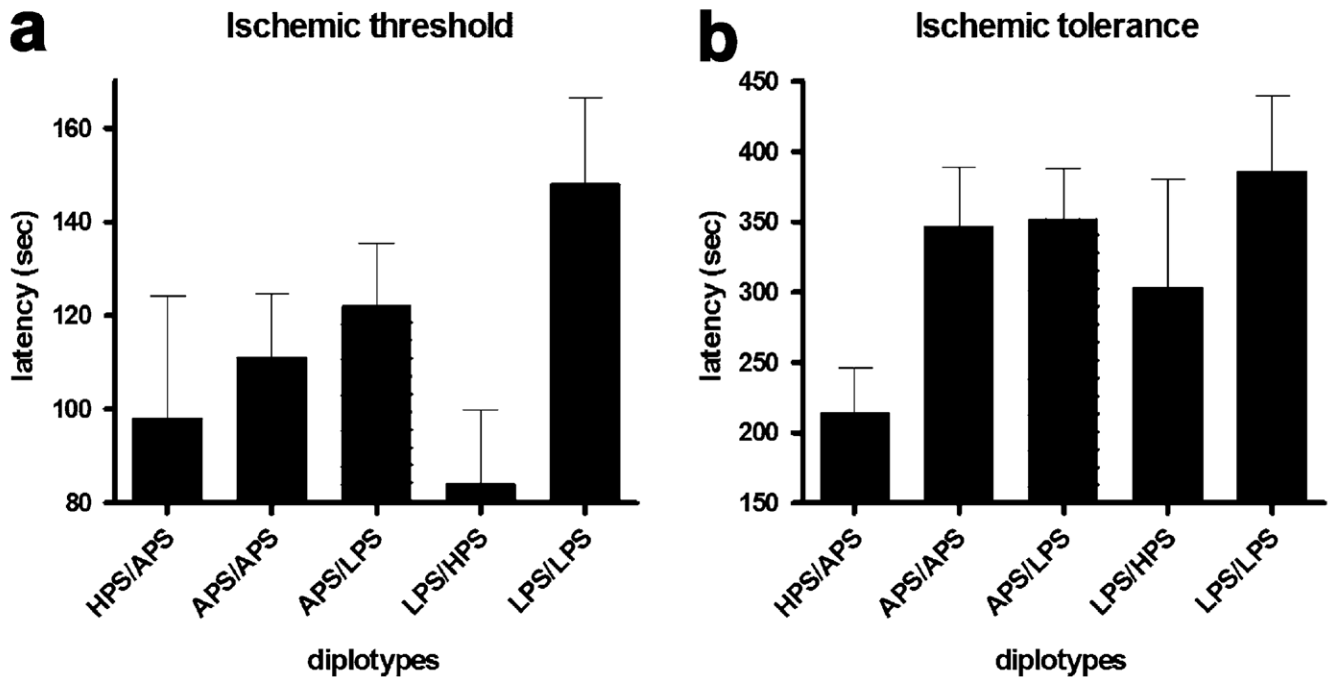 a
Ischemic threshold
latency (sec)
160
140
120
100
80
HPS/APS
APS/APS
APS/LPS
LPS/HPS
LPS/LPS
diplotypes
b
Ischemic tolerance
latency (sec)
450
400
350
300
250
200
150
HPS/APS
APS/APS
APS/LPS
LPS/HPS
LPS/LPS
diplotypes